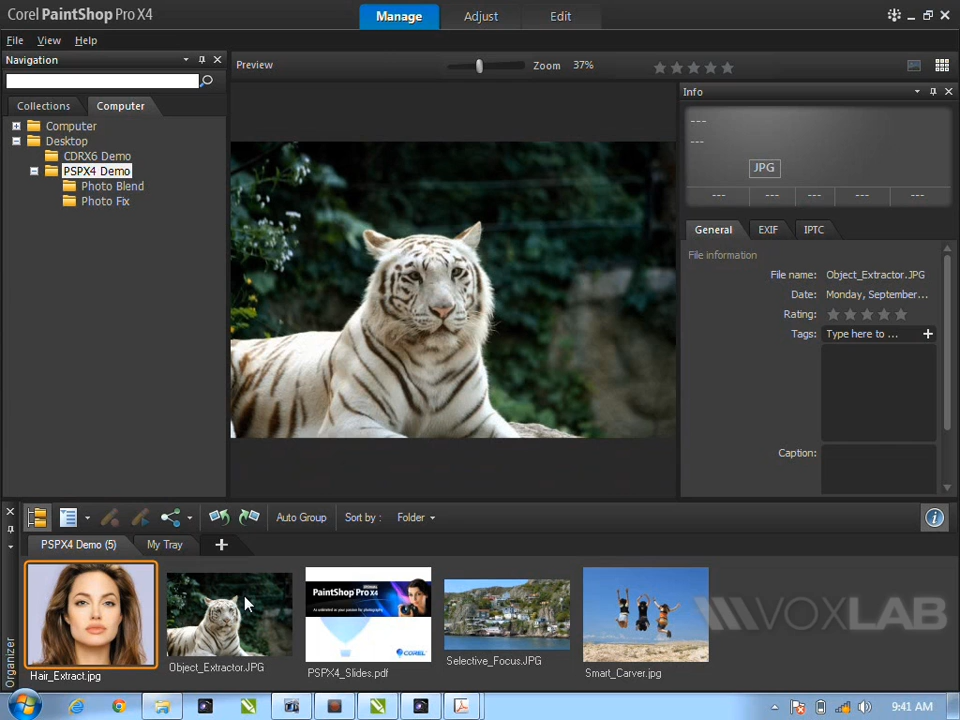 Corel PaintShop Pro X4
Manage
Adjust
Edit
File
View
Help
Navigation
Collections
Computer
Computer
Desktop
CDRX6 Demo
PSPX4 Demo
Photo Blend
Photo Fix
Preview
Zoom
37%
Info
---
---
JPG
--- --- --- --- ---
General
EXIF
IPTC
File information
File name: Object_Extractor.JPG
Date: Monday, September...
Rating:
Tags: Type here to ...
Caption:
Auto Group
Sort by :
Folder
PSPX4 Demo (5)
My Tray
Organizer
Hair_Extract.jpg
Object_Extractor.JPG
PaintShop Pro X4
COREL
PSPX4_Slides.pdf
Selective_Focus.JPG
Smart_Carver.jpg
VOXLAB
9:41 AM